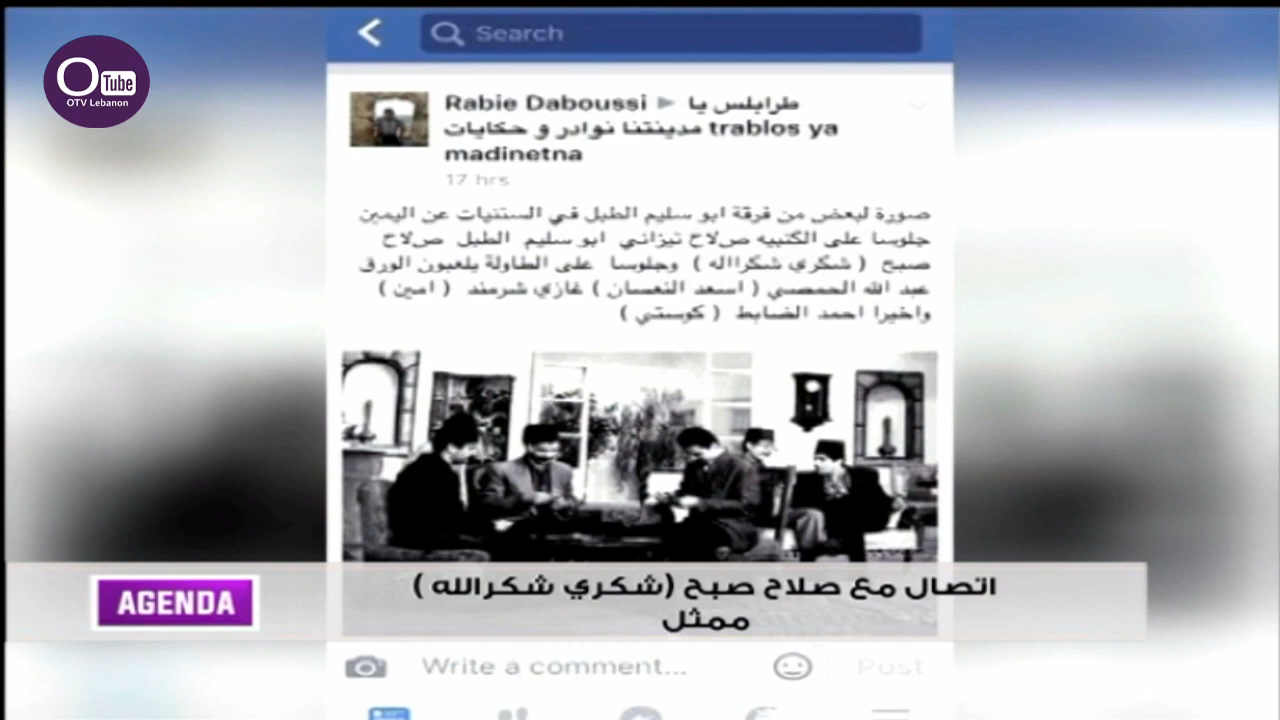 O Tube
OTV Lebanon
Search
Rabie Daboussi ▶ طرابلس يا
مدينتنا نوادر و حكايات trablos ya
madinetna
17 hrs
صورة لبعض من فرقة ابو سليم الطبل في الستنيات عن اليمين
جلوسا على الكنبيه صلاح تيزاني ابو سليم الطبل صلاح
صبح ( شكري شكراالله ) وجلوسا على الطاولة يلعبون الورق
عبد الله الحمصي ( اسعد النعسان ) غازي شرمند ( امين )
واخيرا احمد الضابط ( كوستي )
اتصال مع صلاح صبح (شكري شكرالله )
ممثل
AGENDA
Write a comment...
Post